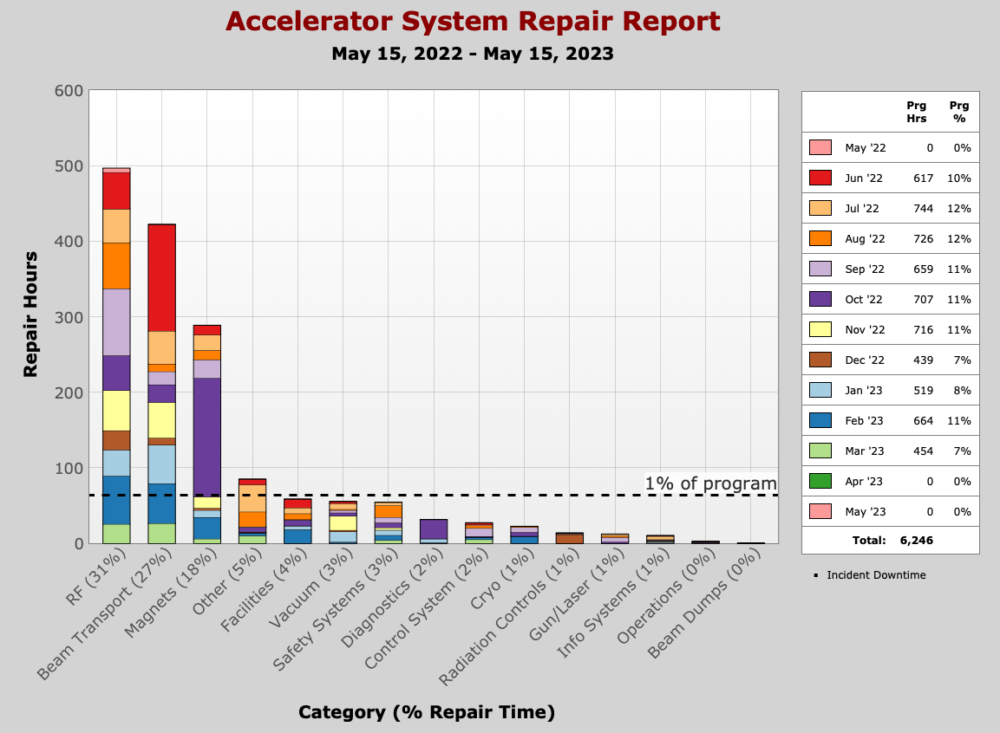 Accelerator System Repair Report
May 15, 2022 - May 15, 2023
Repair Hours
600
500
400
300
200
100
0
1% of program
RF (31%)
Beam Transport (27%)
Magnets (18%)
Other (5%)
Facilities (4%)
Vacuum (3%)
Safety Systems (3%)
Diagnostics (2%)
Control System (2%)
Cryo (1%)
Radiation Controls (1%)
Gun/Laser (1%)
Info Systems (1%)
Operations (0%)
Beam Dumps (0%)
Category (% Repair Time)
Prg Prg
Hrs %
May '22 0 0%
Jun '22 617 10%
Jul '22 744 12%
Aug '22 726 12%
Sep '22 659 11%
Oct '22 707 11%
Nov '22 716 11%
Dec '22 439 7%
Jan '23 519 8%
Feb '23 664 11%
Mar '23 454 7%
Apr '23 0 0%
May '23 0 0%
Total: 6,246
▪ Incident Downtime